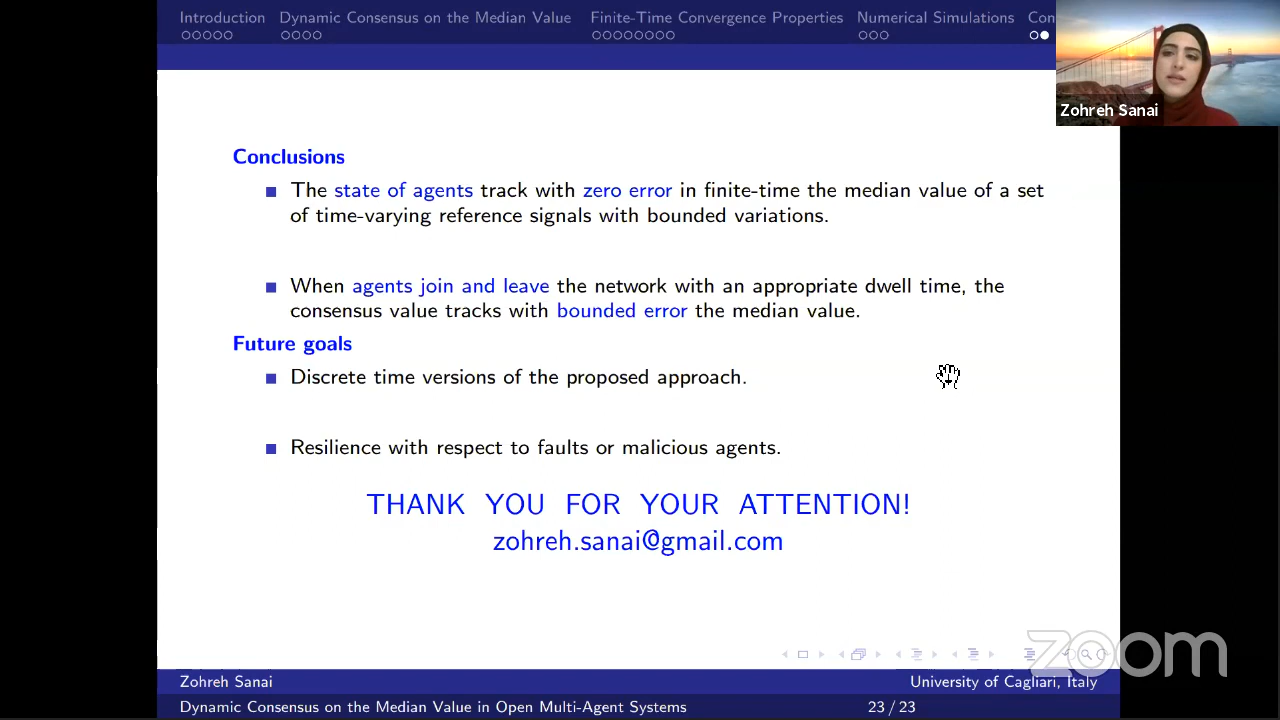 Introduction Dynamic Consensus on the Median Value Finite-Time Convergence Properties Numerical Simulations Con
Zohreh Sanai
Conclusions
The state of agents track with zero error in finite-time the median value of a set
of time-varying reference signals with bounded variations.
When agents join and leave the network with an appropriate dwell time, the
consensus value tracks with bounded error the median value.
Future goals
Discrete time versions of the proposed approach.
Resilience with respect to faults or malicious agents.
THANK YOU FOR YOUR ATTENTION!
zohreh.sanai@gmail.com
zoom
Zohreh Sanai University of Cagliari, Italy
Dynamic Consensus on the Median Value in Open Multi-Agent Systems 23 / 23